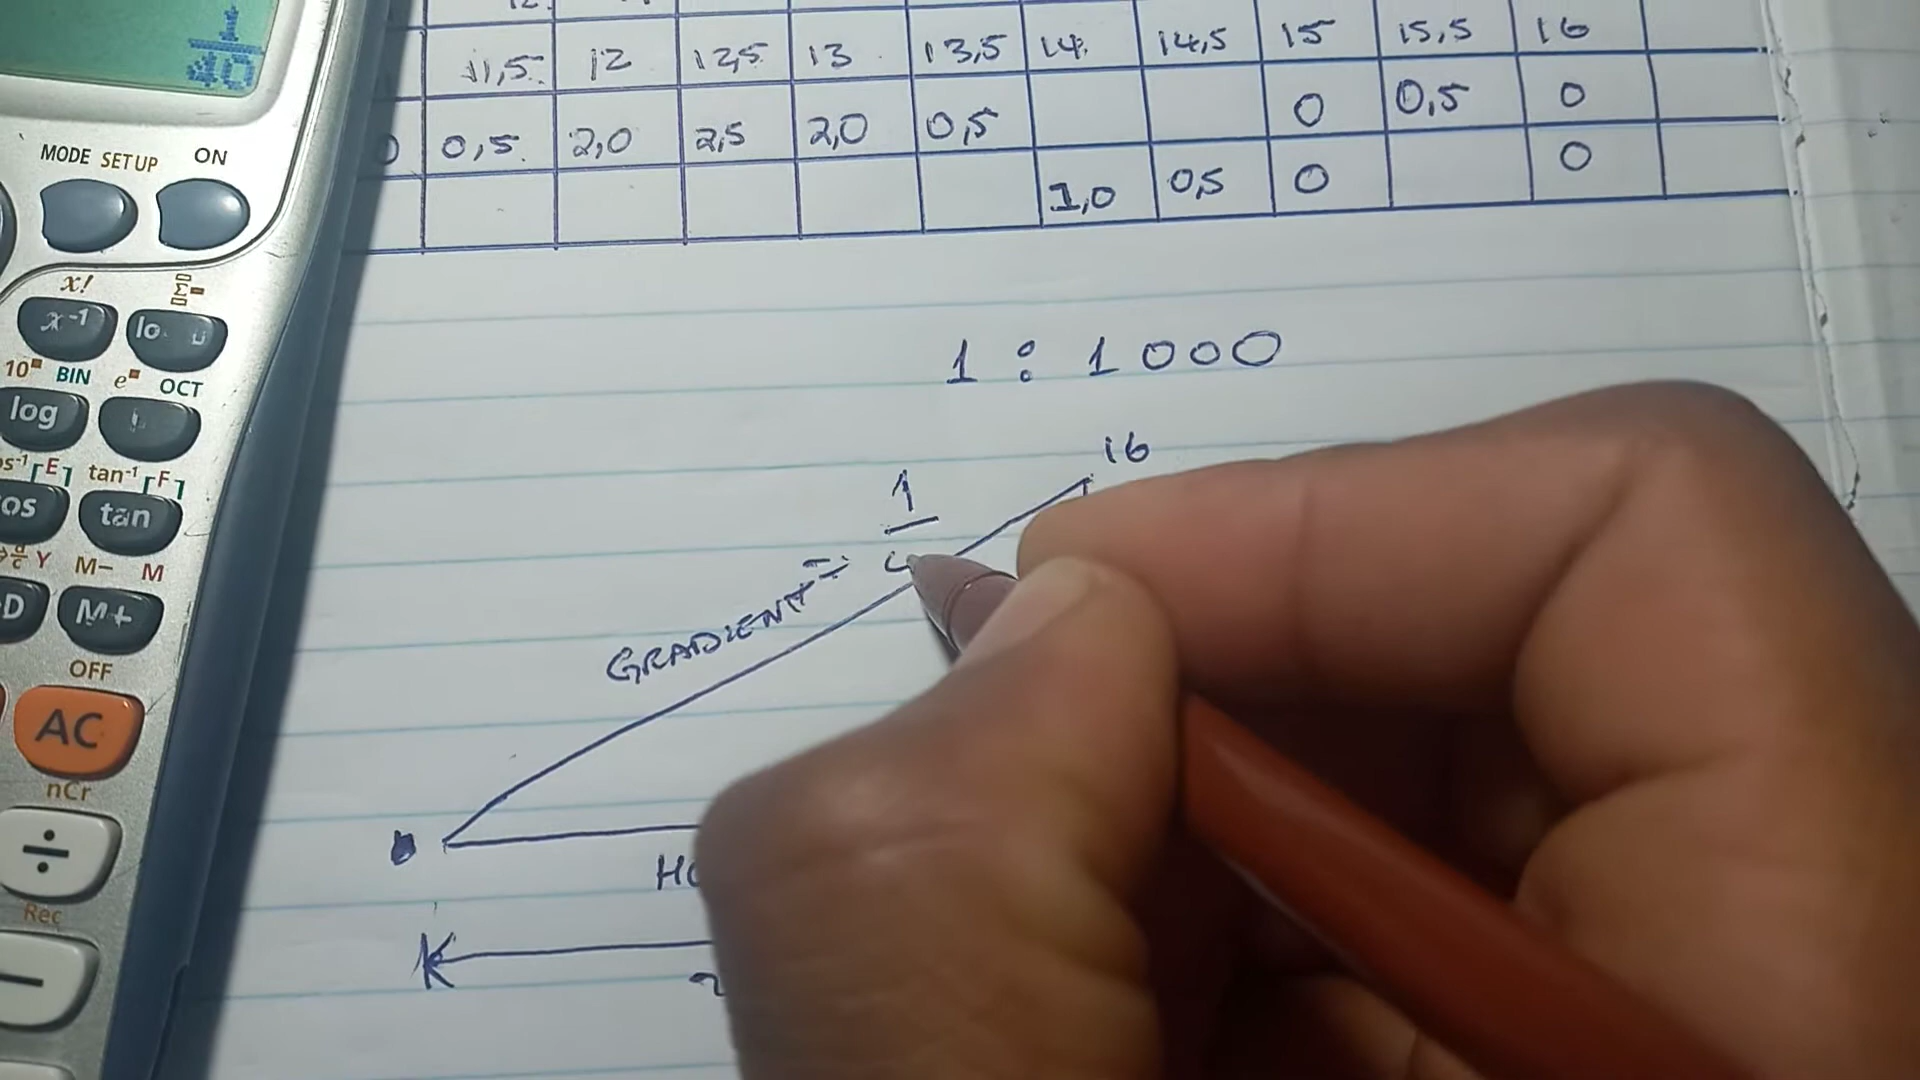 1
40
11,5 12 12,5 13 13,5 14 14,5 15 15,5 16
0,5 2,0 2,5 2,0 0,5 0 0,5 0
1,0 0,5 0 0
MODE SETUP ON
x!
x⁻¹
10■ BIN e■ OCT
log
tan⁻¹ F
tan
Y M– M
M+
OFF
AC
nCr
÷
Rec
−
1 : 1000
16
1
GRADIENT =